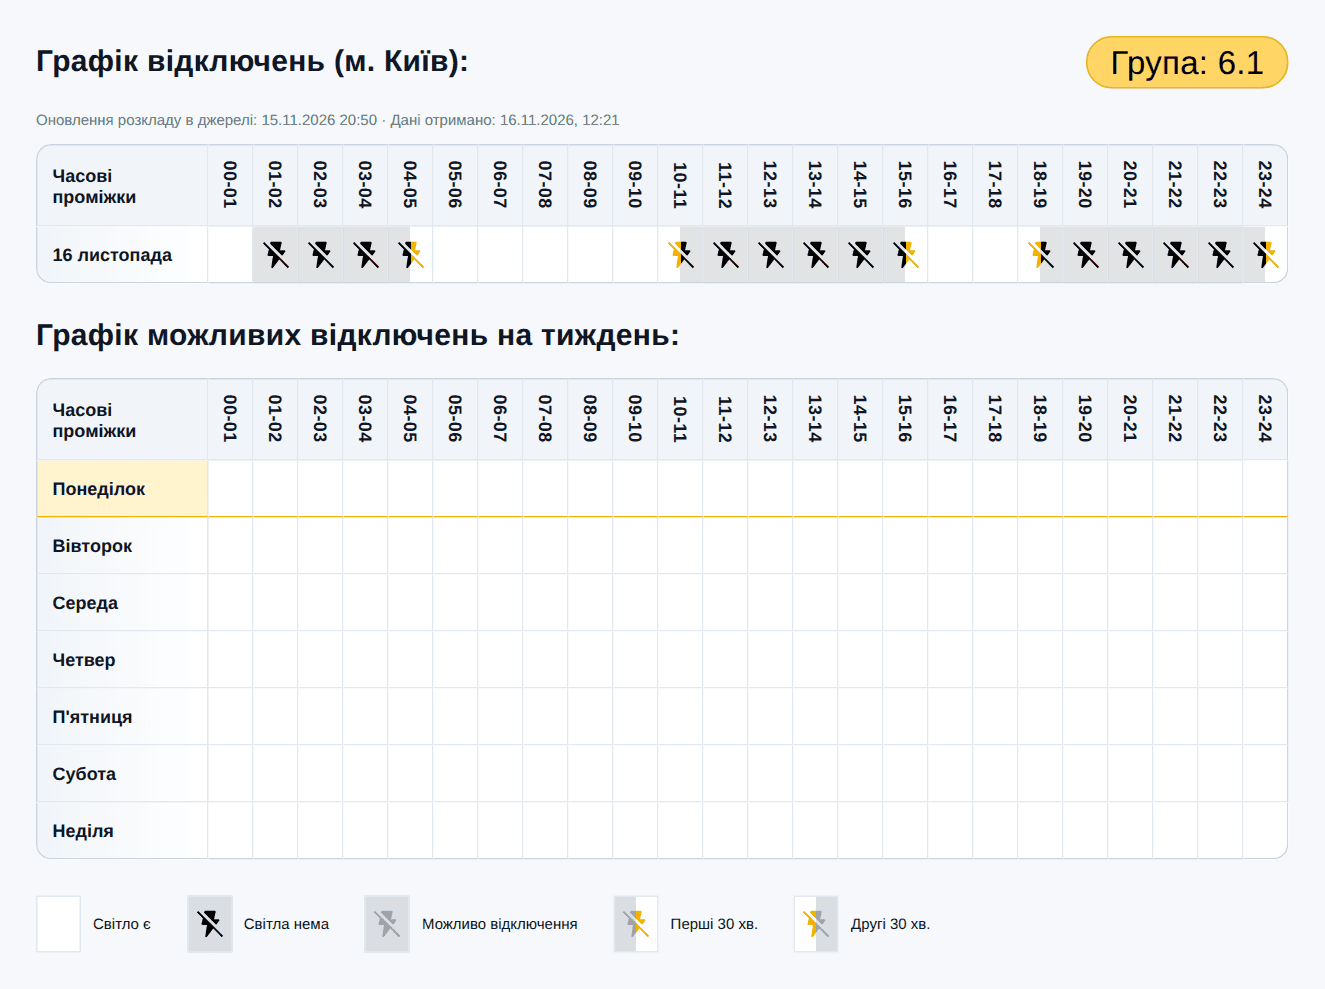 Графік відключень (м. Київ):
Група: 6.1
Оновлення розкладу в джерелі: 15.11.2026 20:50 · Дані отримано: 16.11.2026, 12:21
Часові проміжки 00-01 01-02 02-03 03-04 04-05 05-06 06-07 07-08 08-09 09-10 10-11 11-12 12-13 13-14 14-15 15-16 16-17 17-18 18-19 19-20 20-21 21-22 22-23 23-24
16 листопада
Графік можливих відключень на тиждень:
Часові проміжки 00-01 01-02 02-03 03-04 04-05 05-06 06-07 07-08 08-09 09-10 10-11 11-12 12-13 13-14 14-15 15-16 16-17 17-18 18-19 19-20 20-21 21-22 22-23 23-24
Понеділок
Вівторок
Середа
Четвер
П'ятниця
Субота
Неділя
Світло є Світла нема Можливо відключення Перші 30 хв. Другі 30 хв.